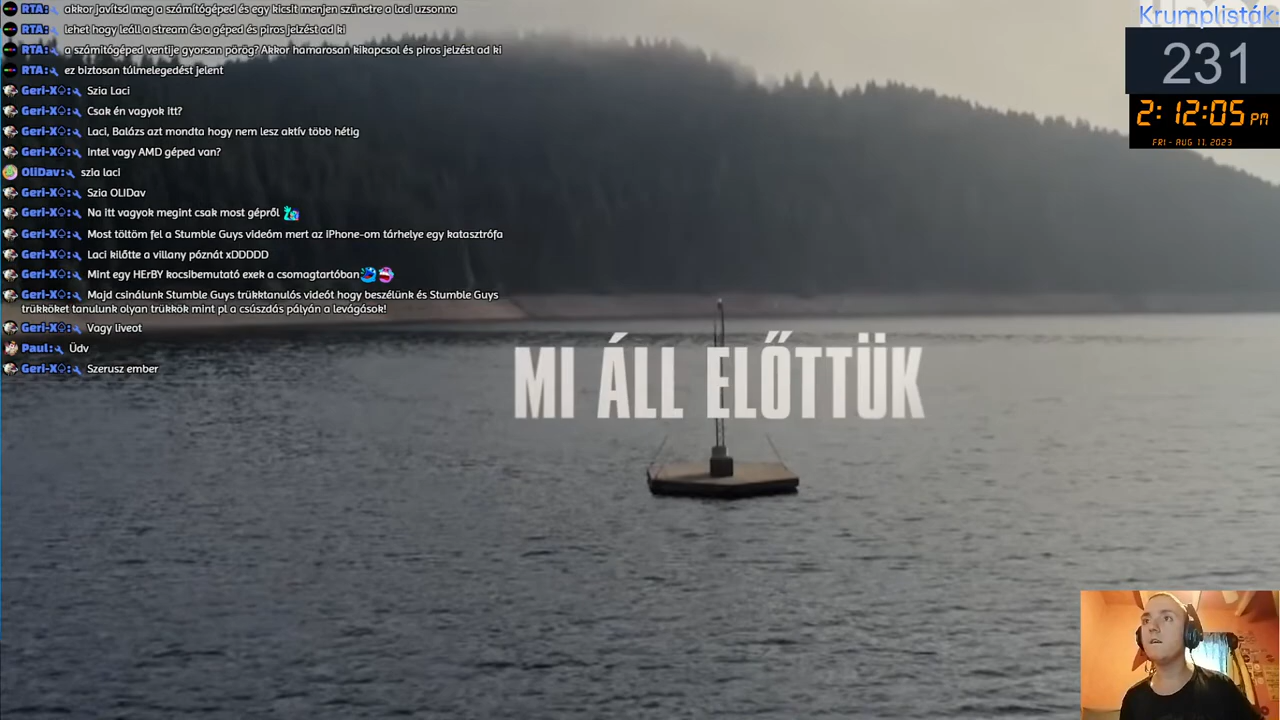 RTA: akkor javítsd meg a számítógéped és egy kicsit menjen szünetre a laci uzsonna
RTA: lehet hogy leáll a stream és a géped és piros jelzést ad ki
RTA: a számítógéped ventije gyorsan pörög? Akkor hamarosan kikapcsol és piros jelzést ad ki
RTA: ez biztosan túlmelegedést jelent
Geri-X♤: Szia Laci
Geri-X♤: Csak én vagyok itt?
Geri-X♤: Laci, Balázs azt mondta hogy nem lesz aktív több hétig
Geri-X♤: Intel vagy AMD géped van?
OliDav: szia laci
Geri-X♤: Szia OLIDav
Geri-X♤: Na itt vagyok megint csak most gépről
Geri-X♤: Most töltöm fel a Stumble Guys videóm mert az iPhone-om tárhelye egy katasztrófa
Geri-X♤: Laci kilőtte a villany póznát xDDDDD
Geri-X♤: MInt egy HErBY kocsibemutató exek a csomagtartóban
Geri-X♤: Majd csinálunk Stumble Guys trükktanulós videót hogy beszélünk és Stumble Guys
trükköket tanulunk olyan trükkök mint pl a csúszdás pályán a levágások!
Geri-X♤: Vagy liveot
Paul: Üdv
Geri-X♤: Szerusz ember
Krumplisták:
231
2:12:05 PM
FRI - AUG 11, 2023
MI ÁLL ELŐTTÜK